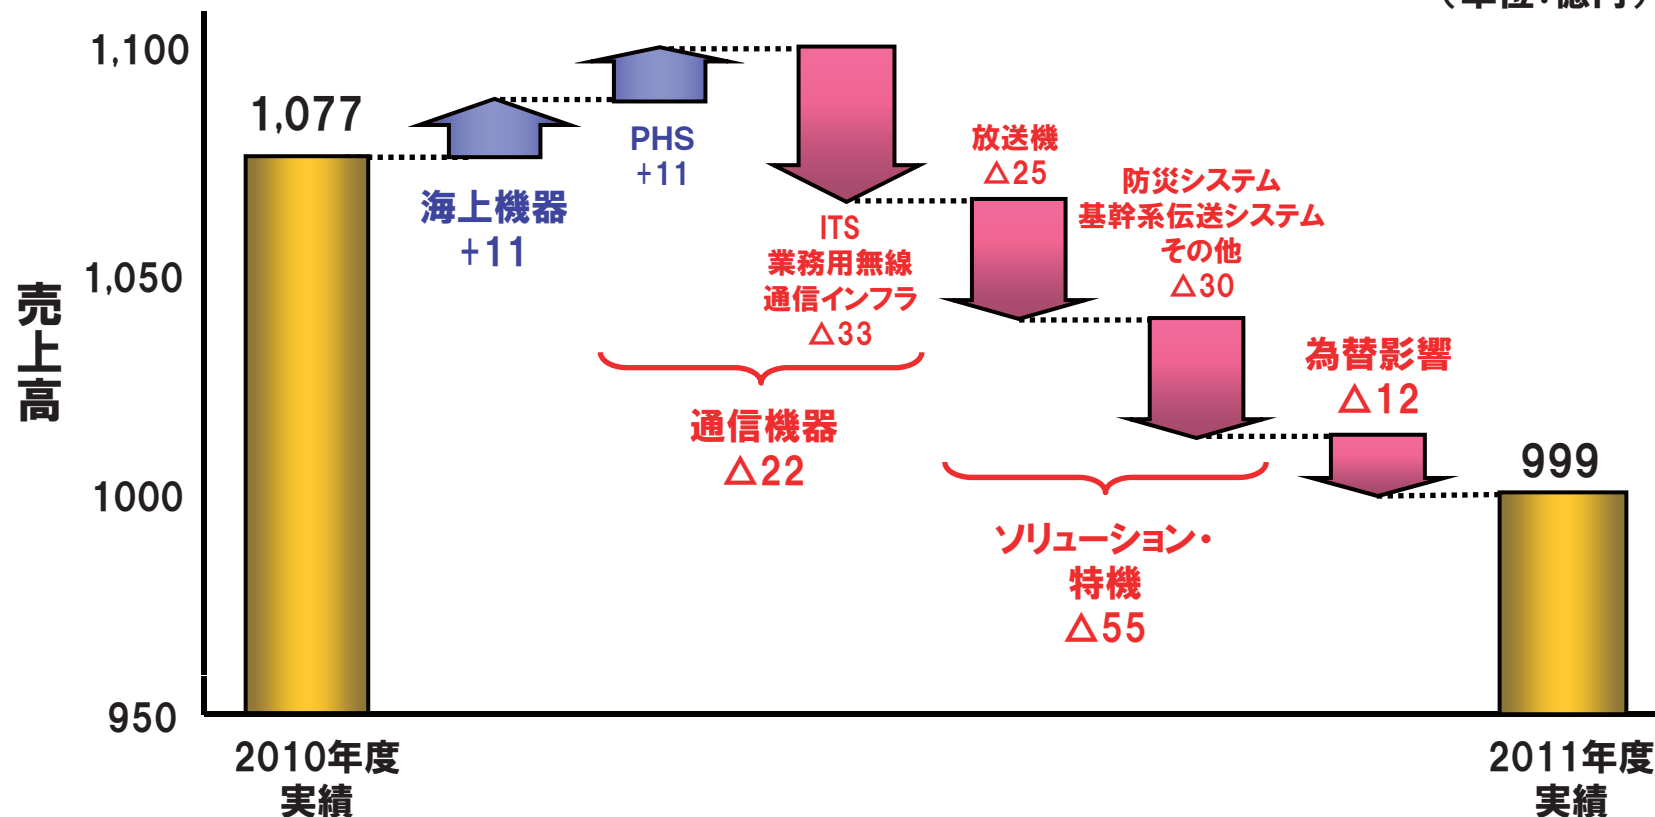 （単位：億円）
1,100
1,077
PHS
+11
海上機器
+11
放送機
△25
防災システム
基幹系伝送システム
その他
△30
ITS
業務用無線
通信インフラ
△33
1,050
売上高
為替影響
△12
通信機器
△22
1000
999
ソリューション・
特機
△55
950
2010年度
実績
2011年度
実績